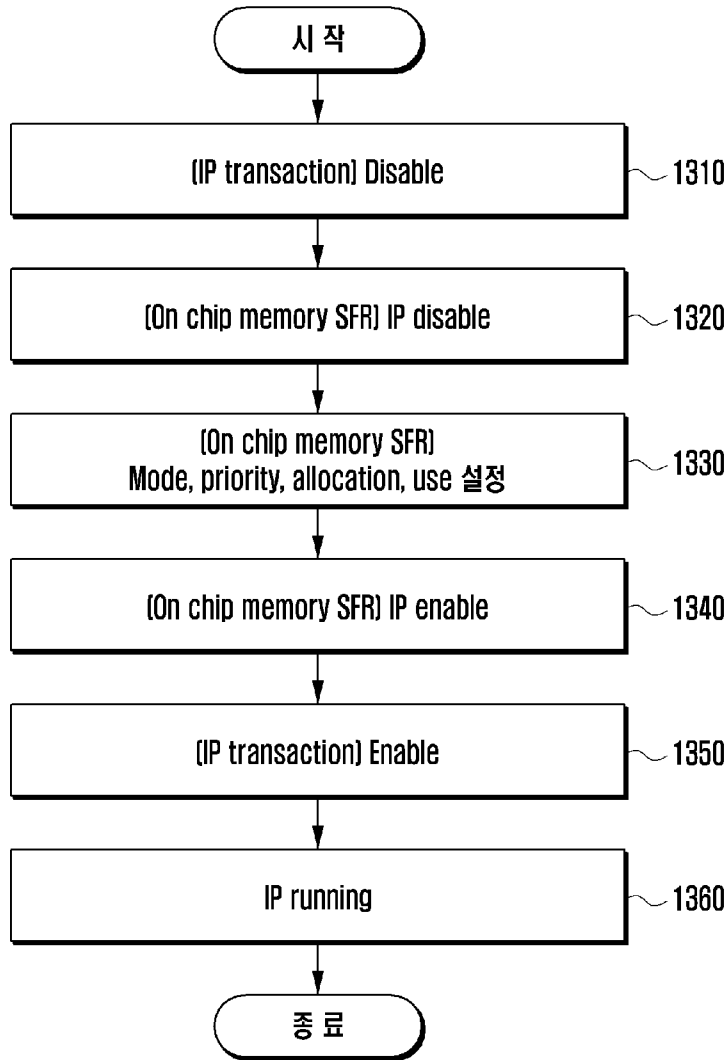 시 작
(IP transaction) Disable
1310
(On chip memory SFR) IP disable
1320
(On chip memory SFR)
Mode, priority, allocation, use 설정
1330
(On chip memory SFR) IP enable
1340
(IP transaction) Enable
1350
IP running
1360
종 료